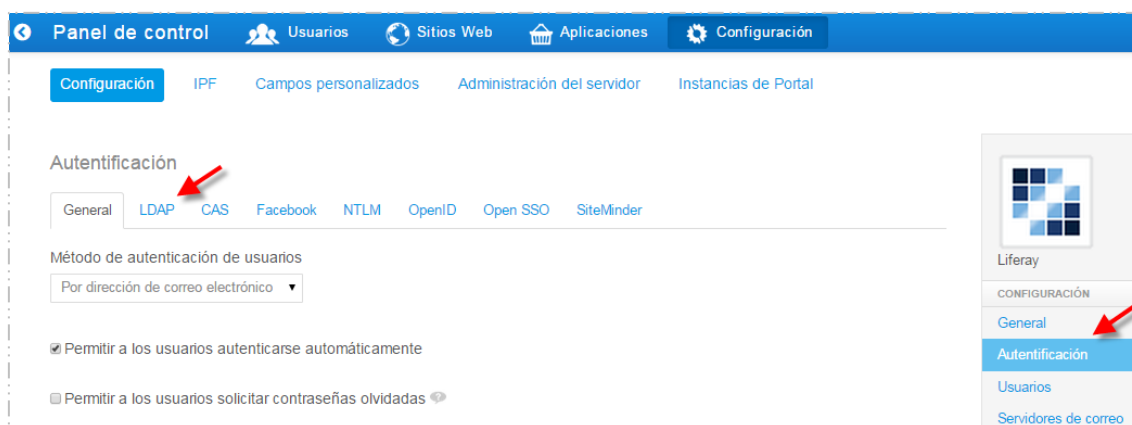 Panel de control Usuarios Sitios Web Aplicaciones Configuración
Configuración IPF Campos personalizados Administración del servidor Instancias de Portal
Autentificación
General LDAP CAS Facebook NTLM OpenID Open SSO SiteMinder
Método de autenticación de usuarios
Por dirección de correo electrónico
Permitir a los usuarios autenticarse automáticamente
Permitir a los usuarios solicitar contraseñas olvidadas
Liferay
CONFIGURACIÓN
General
Autentificación
Usuarios
Servidores de correo